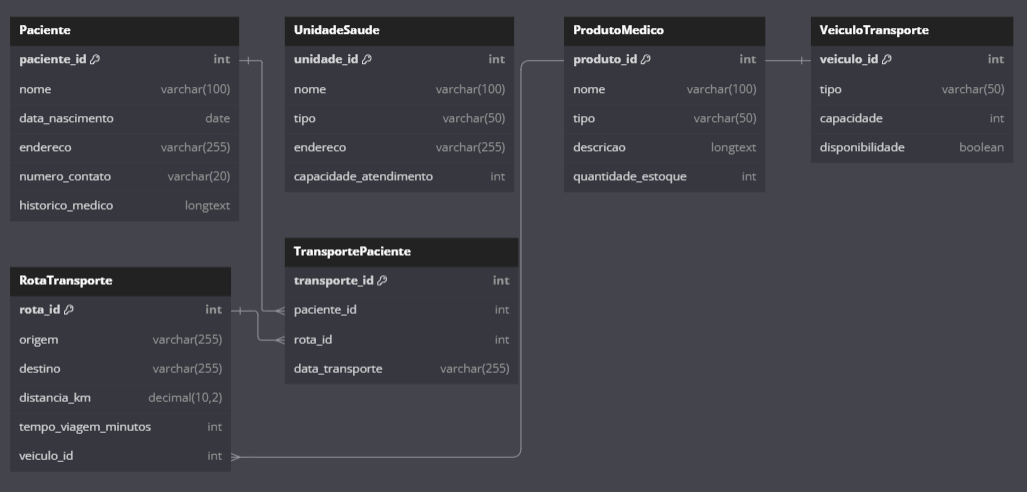 Paciente
paciente_id int
nome varchar(100)
data_nascimento date
endereco varchar(255)
numero_contato varchar(20)
historico_medico longtext
UnidadeSaude
unidade_id int
nome varchar(100)
tipo varchar(50)
endereco varchar(255)
capacidade_atendimento int
ProdutoMedico
produto_id int
nome varchar(100)
tipo varchar(50)
descricao longtext
quantidade_estoque int
VeiculoTransporte
veiculo_id int
tipo varchar(50)
capacidade int
disponibilidade boolean
RotaTransporte
rota_id int
origem varchar(255)
destino varchar(255)
distancia_km decimal(10,2)
tempo_viagem_minutos int
veiculo_id int
TransportePaciente
transporte_id int
paciente_id int
rota_id int
data_transporte varchar(255)